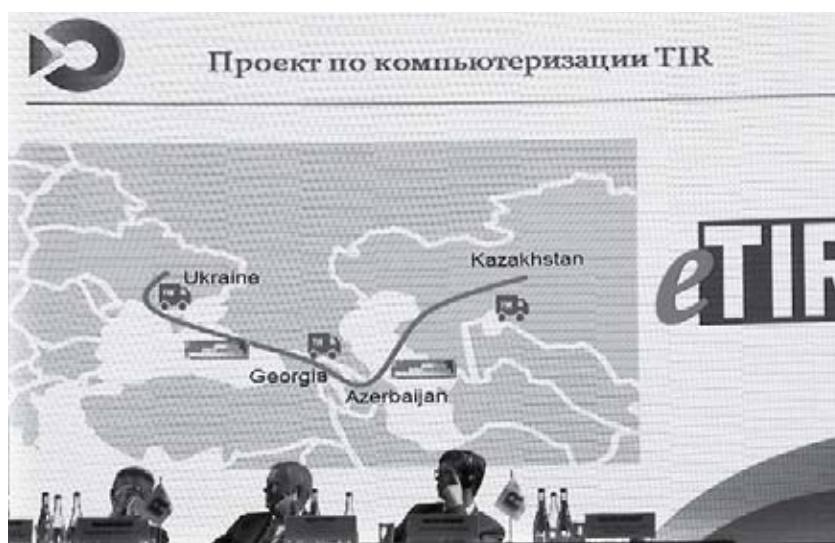 Проект по компьютеризации TIR
Ukraine
Kazakhstan
eTIR
Georgia
Azerbaijan